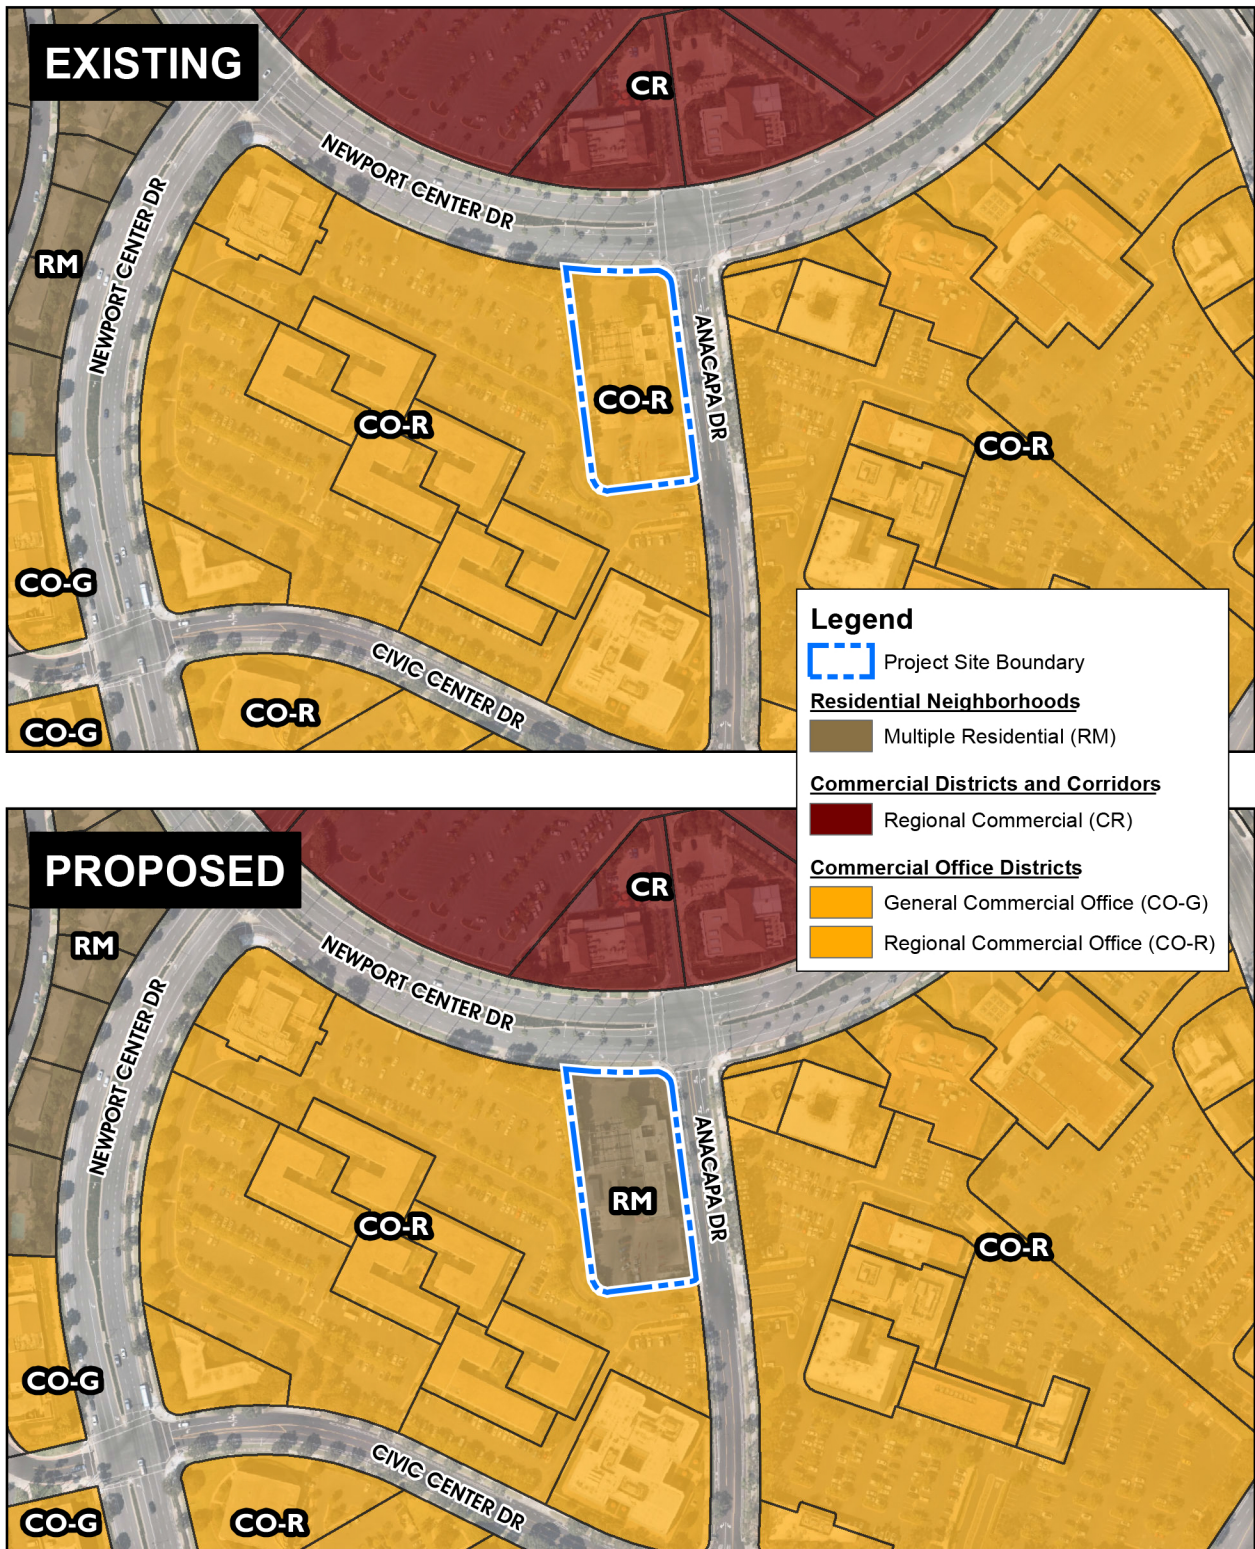 EXISTING
CR
NEWPORT CENTER DR
NEWPORT CENTER DR
RM
ANACAPA DR
CO-R
CO-R
CO-R
CO-G
CIVIC CENTER DR
CO-R
CO-G
Legend
Project Site Boundary
Residential Neighborhoods
Multiple Residential (RM)
Commercial Districts and Corridors
Regional Commercial (CR)
Commercial Office Districts
General Commercial Office (CO-G)
Regional Commercial Office (CO-R)
PROPOSED
CR
RM
NEWPORT CENTER DR
NEWPORT CENTER DR
ANACAPA DR
RM
CO-R
CO-R
CO-G
CIVIC CENTER DR
CO-G
CO-R